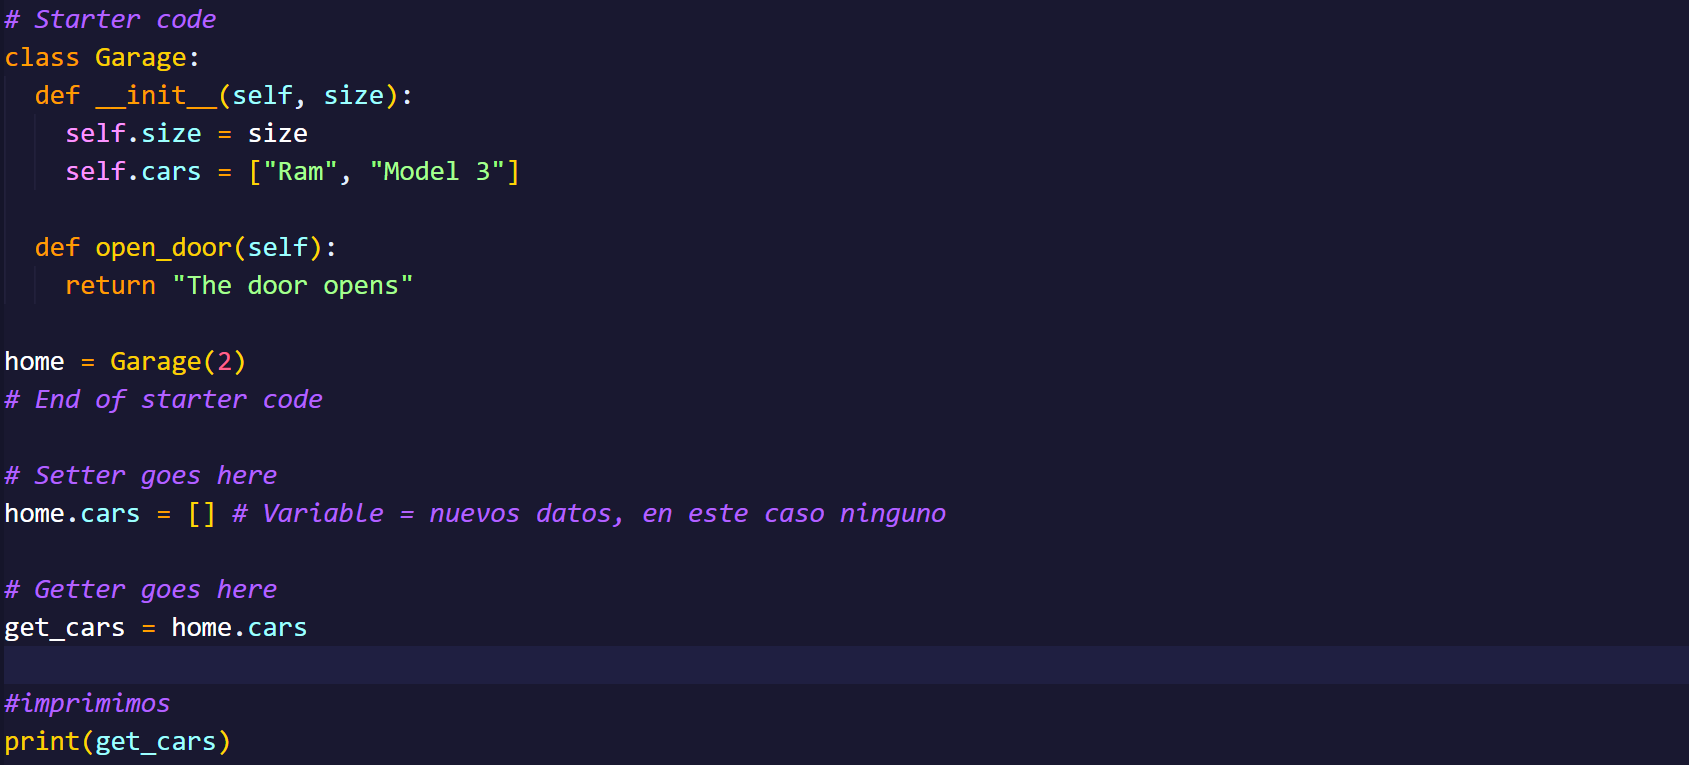 # Starter code
class Garage:
  def __init__(self, size):
    self.size = size
    self.cars = ["Ram", "Model 3"]

  def open_door(self):
    return "The door opens"

home = Garage(2)
# End of starter code

# Setter goes here
home.cars = [] # Variable = nuevos datos, en este caso ninguno

# Getter goes here
get_cars = home.cars

#imprimimos
print(get_cars)